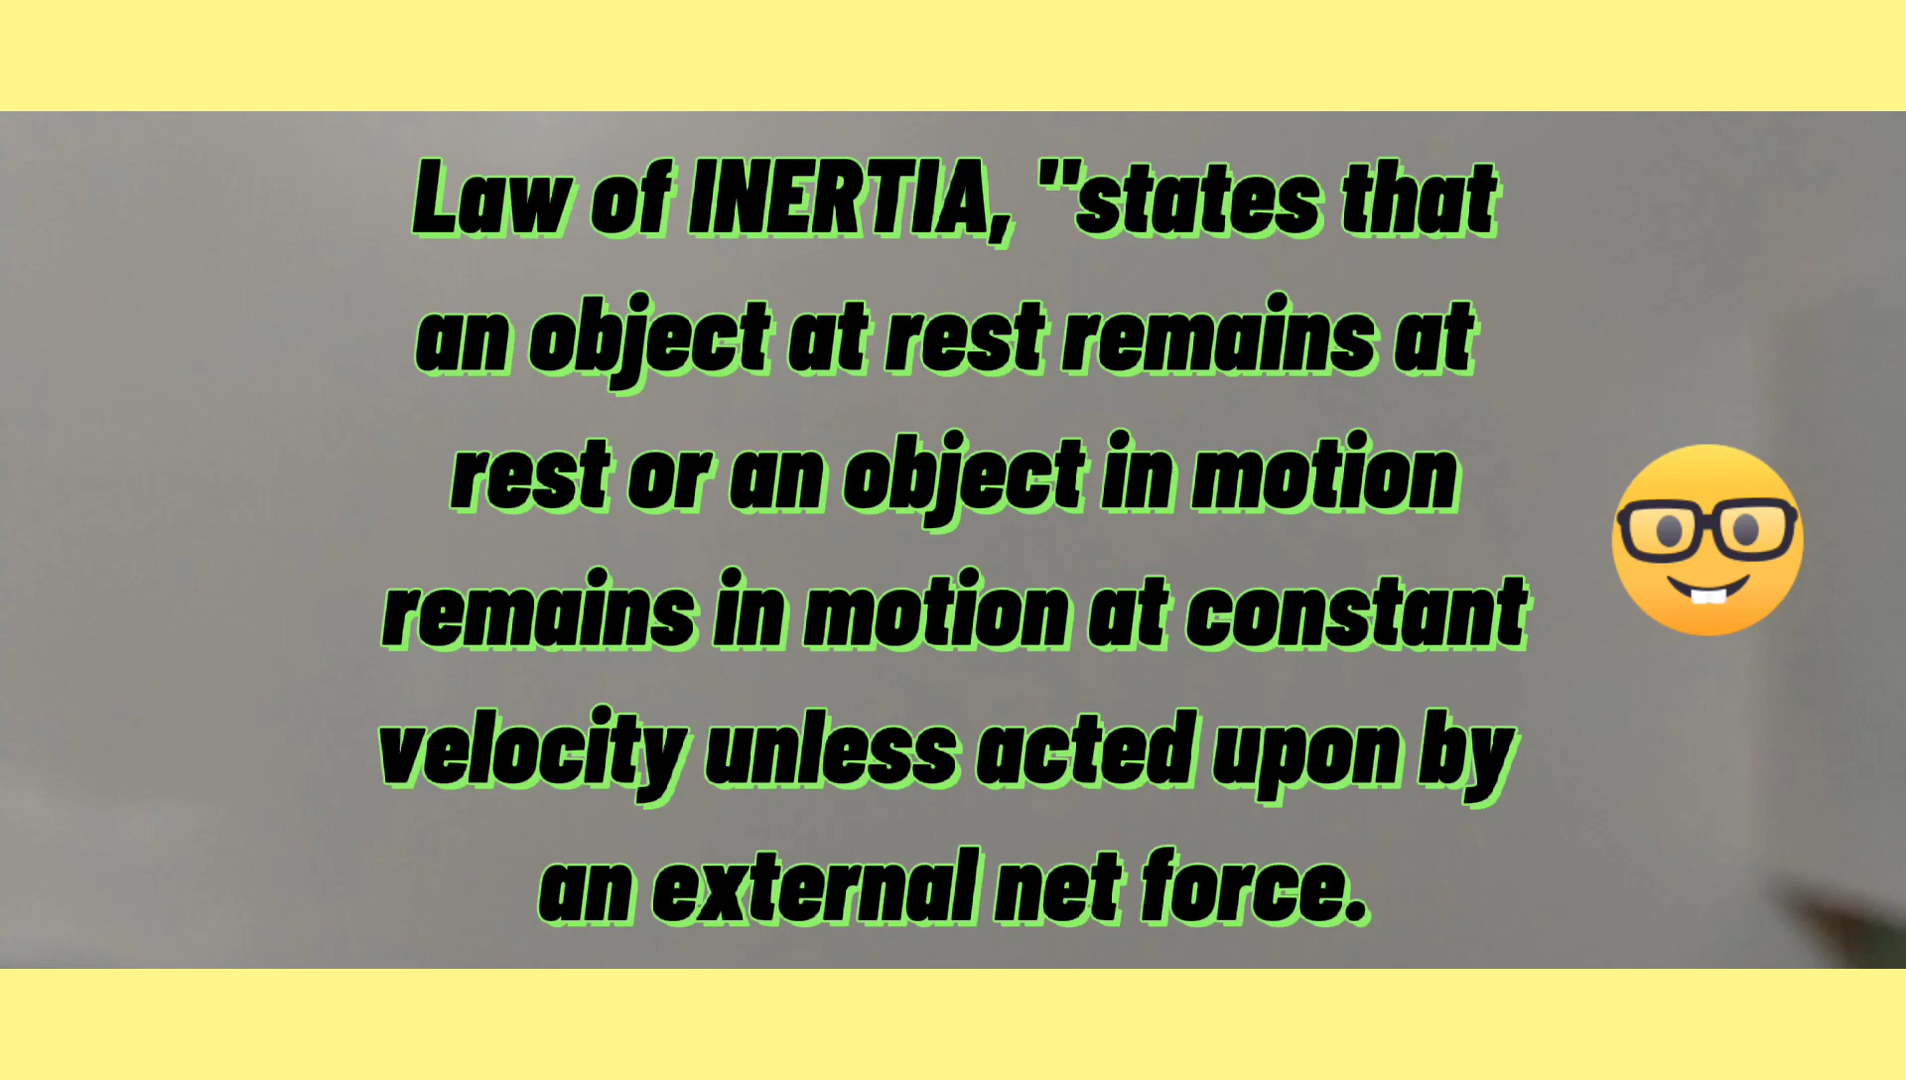 Law of INERTIA, "states that
an object at rest remains at
rest or an object in motion
remains in motion at constant
velocity unless acted upon by
an external net force.